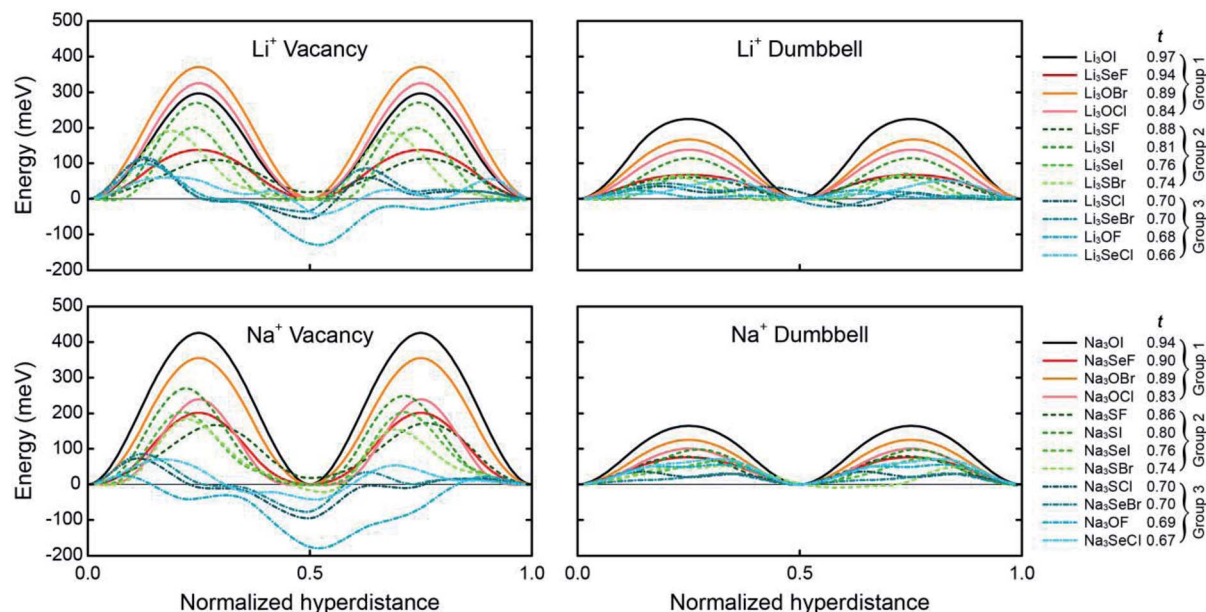 Li⁺ Vacancy
Li⁺ Dumbbell
Energy (meV)
500
400
300
200
100
0
-100
-200
t
Li₃OI 0.97
Li₃SeF 0.94
Li₃OBr 0.89
Li₃OCl 0.84
Group 1
Li₃SF 0.88
Li₃SI 0.81
Li₃SeI 0.76
Li₃SBr 0.74
Group 2
Li₃SCl 0.70
Li₃SeBr 0.70
Li₃OF 0.68
Li₃SeCl 0.66
Group 3
Na⁺ Vacancy
Na⁺ Dumbbell
Energy (meV)
500
400
300
200
100
0
-100
-200
0.0 0.5 1.0
0.0 0.5 1.0
Normalized hyperdistance
Normalized hyperdistance
t
Na₃OI 0.94
Na₃SeF 0.90
Na₃OBr 0.89
Na₃OCl 0.83
Group 1
Na₃SF 0.86
Na₃SI 0.80
Na₃SeI 0.76
Na₃SBr 0.74
Group 2
Na₃SCl 0.70
Na₃SeBr 0.70
Na₃OF 0.69
Na₃SeCl 0.67
Group 3